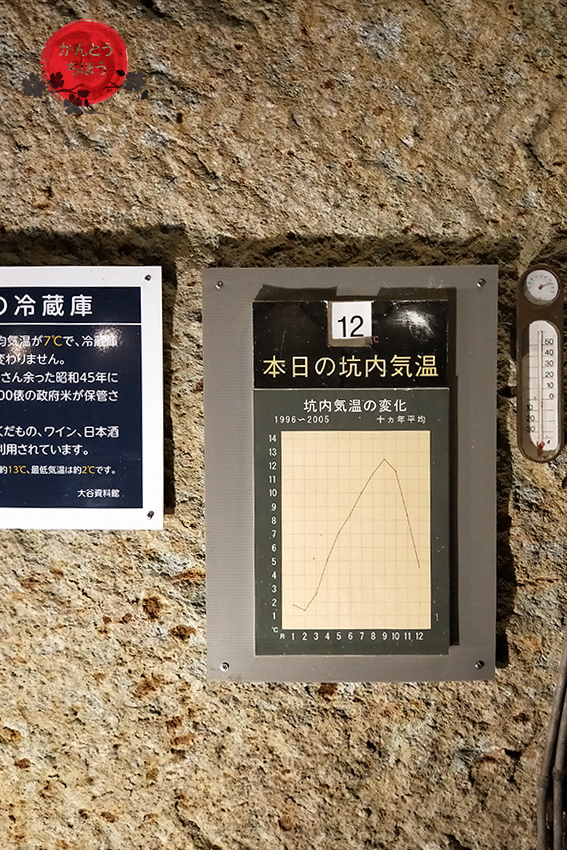 かんとう
ちほう
の冷蔵庫
均気温が7℃で、冷蔵庫
変わりません。
さん余った昭和45年に
00俵の政府米が保管さ
くだもの、ワイン、日本酒
利用されています。
約13℃、最低気温は約2℃です。
大谷資料館
12
℃
本日の坑内気温
坑内気温の変化
1996〜2005 十ヵ年平均
14
13
12
11
10
9
8
7
6
5
4
3
2
1
℃ 月 1 2 3 4 5 6 7 8 9 10 11 12
50
40
30
20
10
0
10
20
30